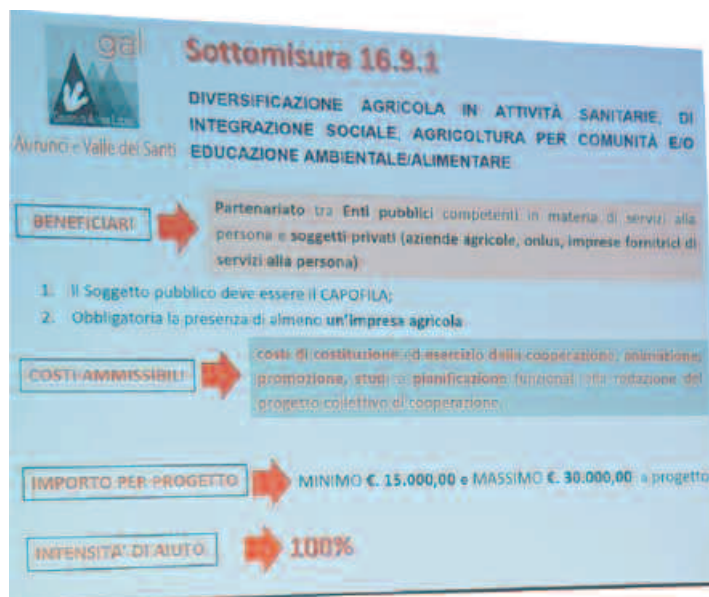 gal
Sottomisura 16.9.1
Aurunci e Valle dei Santi
DIVERSIFICAZIONE AGRICOLA IN ATTIVITÀ SANITARIE, DI
INTEGRAZIONE SOCIALE, AGRICOLTURA PER COMUNITÀ E/O
EDUCAZIONE AMBIENTALE/ALIMENTARE
BENEFICIARI
Partenariato tra Enti pubblici competenti in materia di servizi alla
persona e soggetti privati (aziende agricole, onlus, imprese fornitrici di
servizi alla persona)
1. Il Soggetto pubblico deve essere il CAPOFILA;
2. Obbligatoria la presenza di almeno un'impresa agricola
COSTI AMMISSIBILI
costi di costituzione ed esercizio della cooperazione, animazione,
promozione, studi e pianificazione funzionali alla redazione del
progetto collettivo di cooperazione.
IMPORTO PER PROGETTO
MINIMO €. 15.000,00 e MASSIMO €. 30.000,00 a progetto
INTENSITA' DI AIUTO
100%